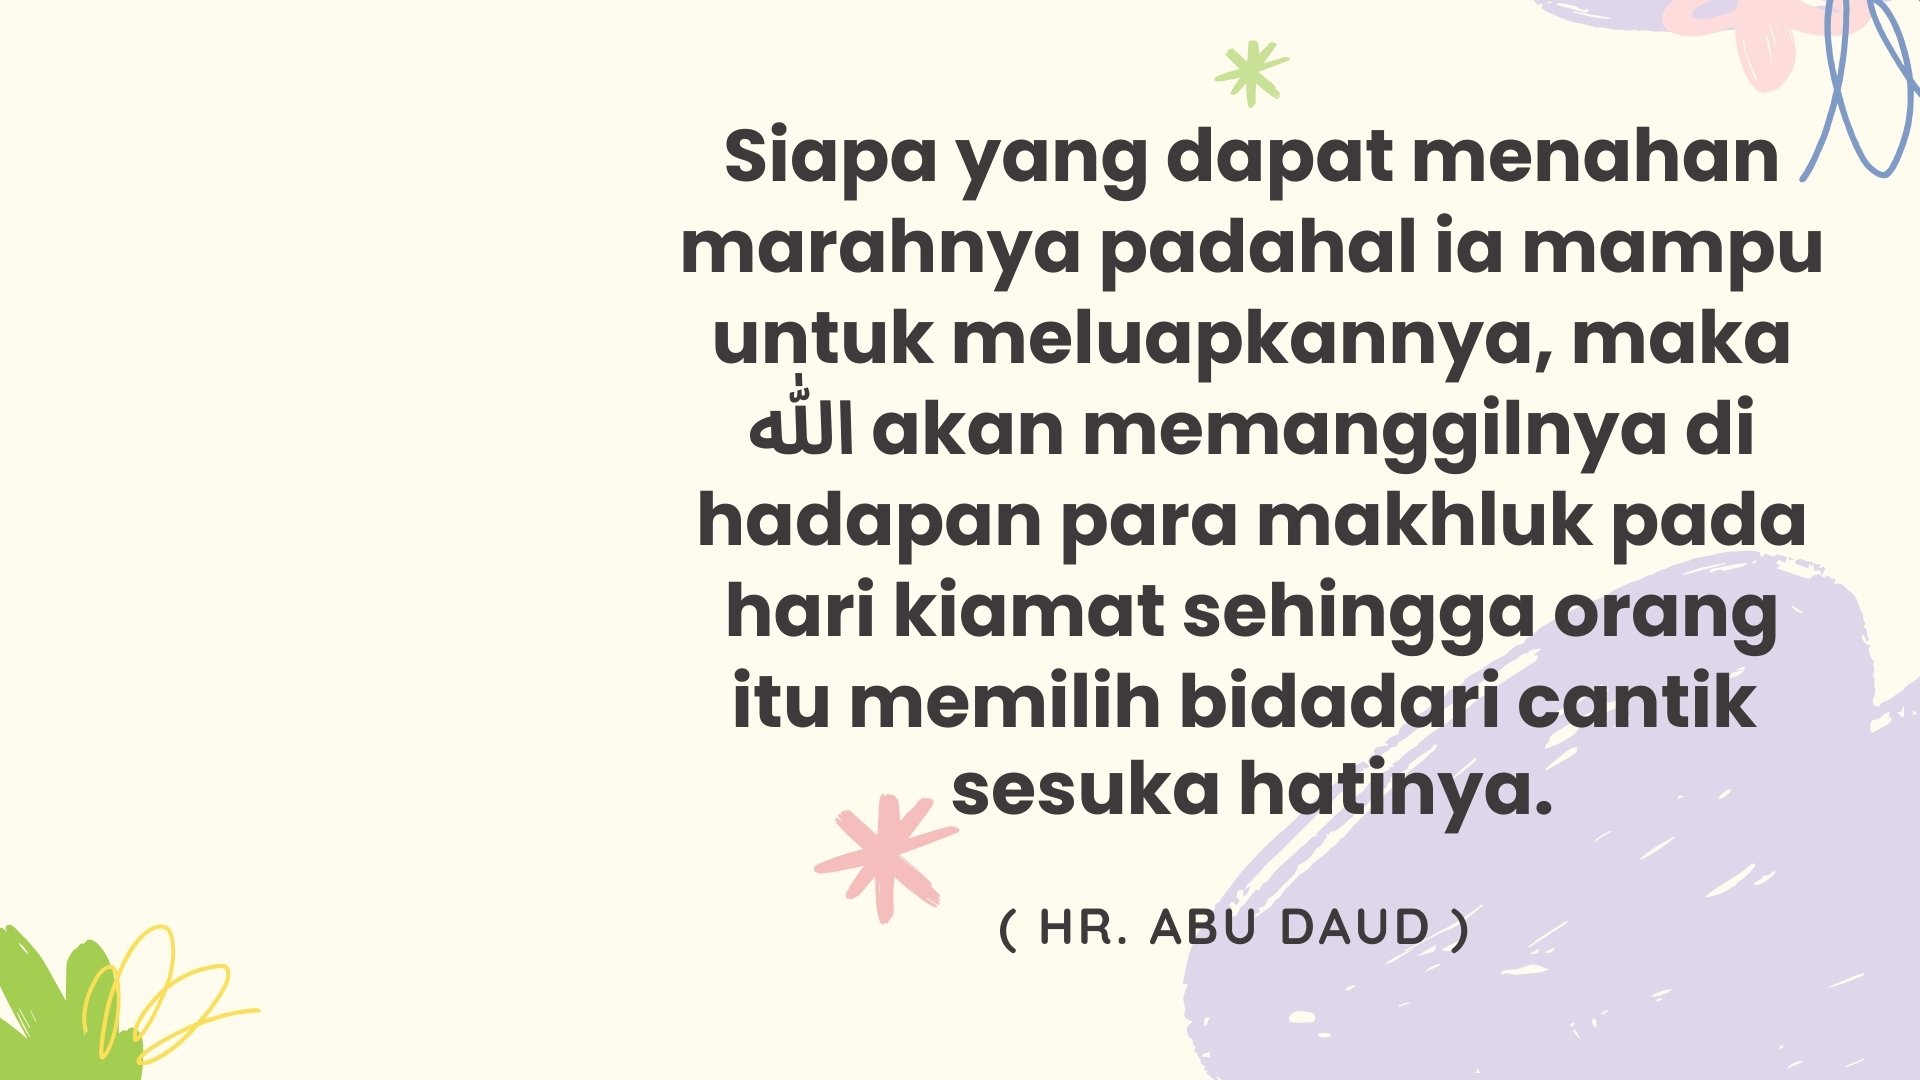 Siapa yang dapat menahan
marahnya padahal ia mampu
untuk meluapkannya, maka
الله akan memanggilnya di
hadapan para makhluk pada
hari kiamat sehingga orang
itu memilih bidadari cantik
sesuka hatinya.
( HR. ABU DAUD )